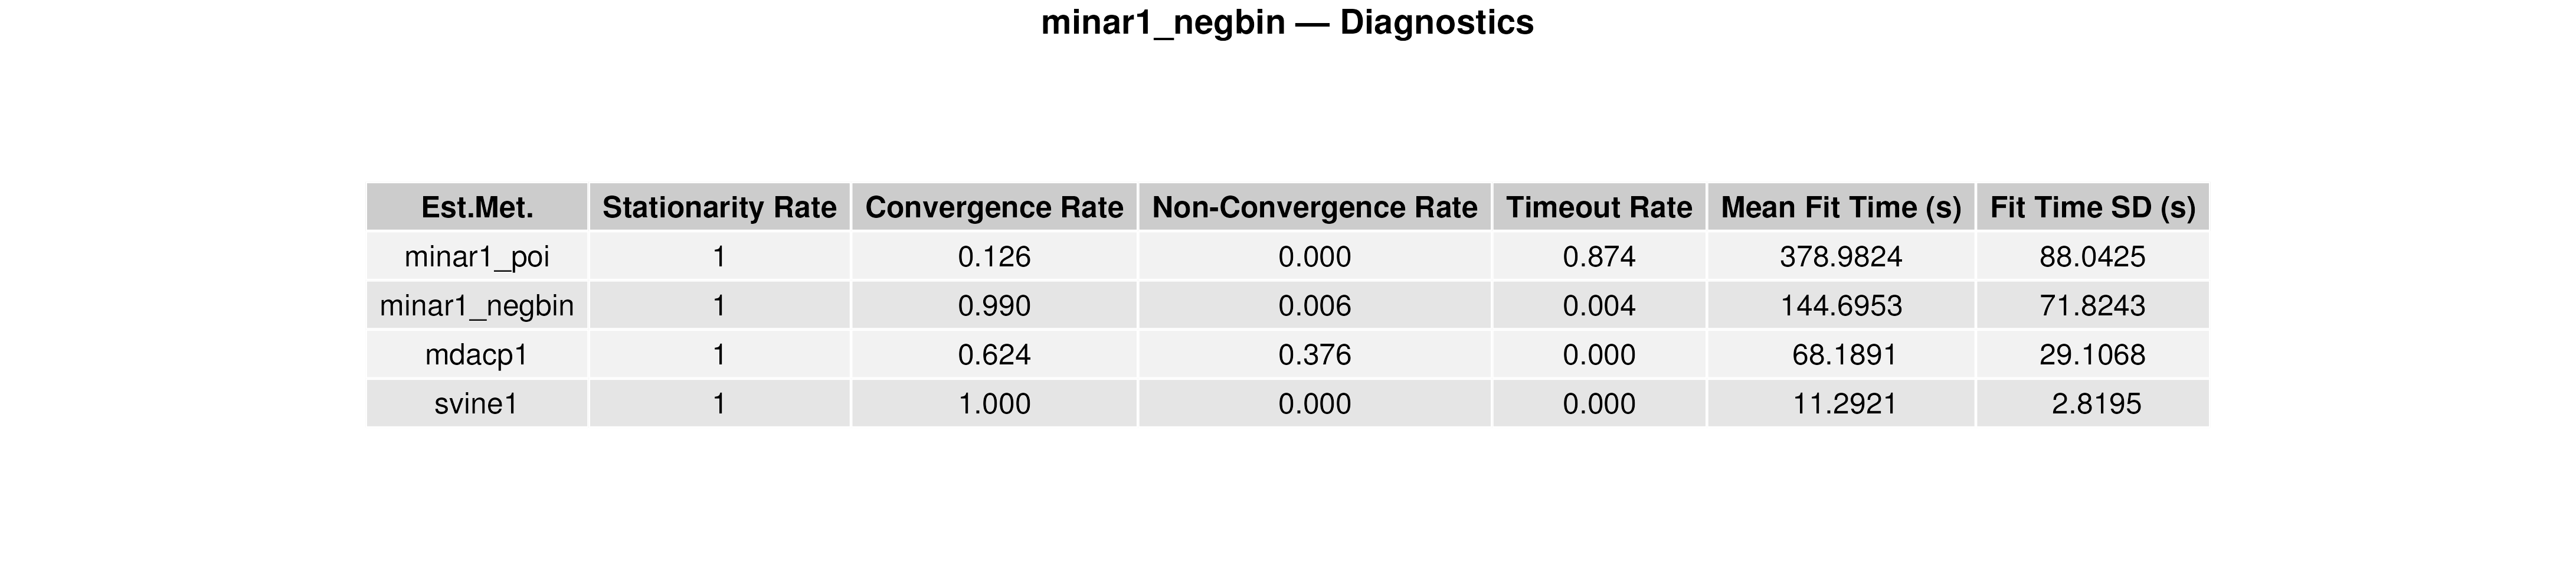 minar1_negbin — Diagnostics
Est.Met. Stationarity Rate Convergence Rate Non-Convergence Rate Timeout Rate Mean Fit Time (s) Fit Time SD (s)
minar1_poi 1 0.126 0.000 0.874 378.9824 88.0425
minar1_negbin 1 0.990 0.006 0.004 144.6953 71.8243
mdacp1 1 0.624 0.376 0.000 68.1891 29.1068
svine1 1 1.000 0.000 0.000 11.2921 2.8195